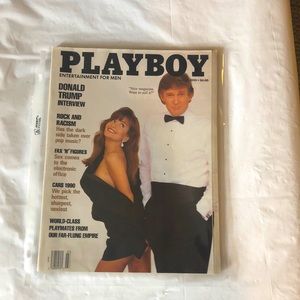 PLAYBOY
ENTERTAINMENT FOR MEN
DONALD
TRUMP
INTERVIEW
"Nice magazine,
ROCK AND
RACISM
Has the dark
side taken over
pop music?
FAX 'N' FIGURES
Sex comes
to the
electronic
office
CARS 1990
We pick the
hottest,
sharpest,
sexiest
WORLD-CLASS
PLAYMATES FROM
OUR FAR-FLUNG EMPIRE